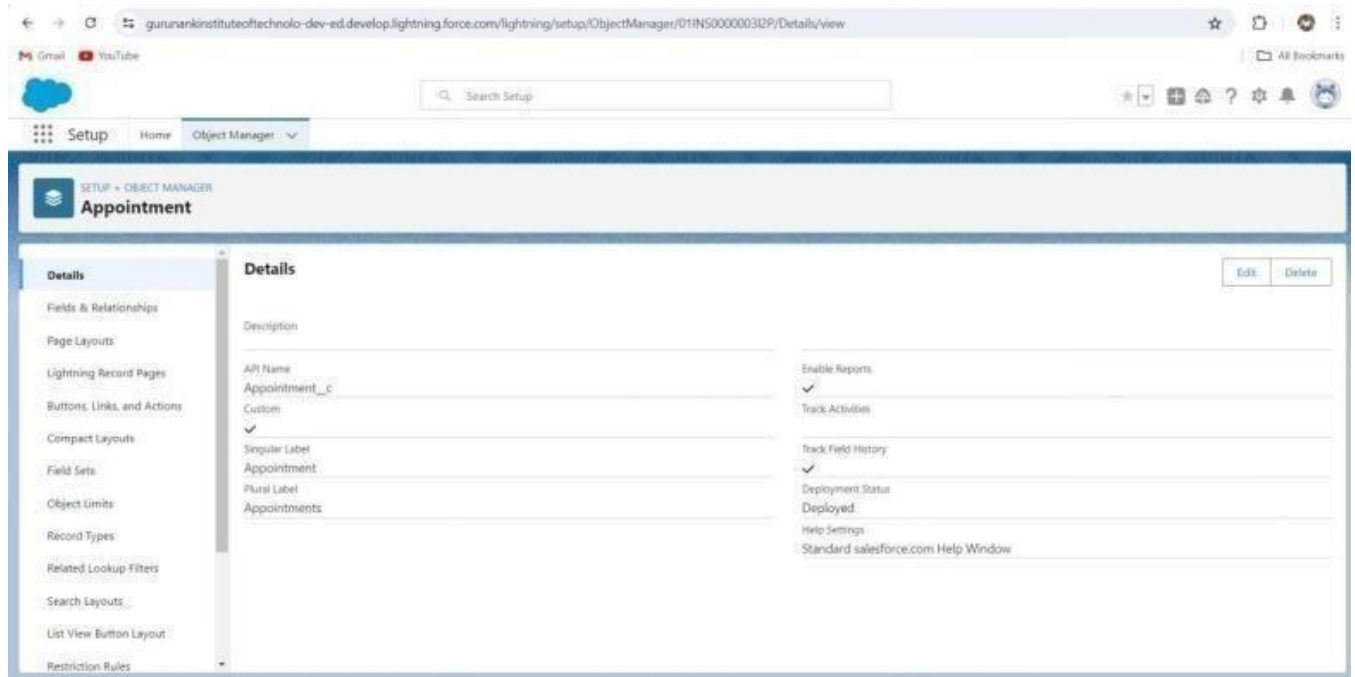 gurunankinstituteoftechnolo-dev-ed.develop.lightning.force.com/lightning/setup/ObjectManager/01INS0000003I2P/Details/view
Gmail YouTube All Bookmarks
Search Setup
Setup Home Object Manager
SETUP > OBJECT MANAGER
Appointment
Details
Fields & Relationships
Page Layouts
Lightning Record Pages
Buttons, Links, and Actions
Compact Layouts
Field Sets
Object Limits
Record Types
Related Lookup Filters
Search Layouts
List View Button Layout
Restriction Rules
Details
Edit Delete
Description
API Name
Appointment__c
Custom
Singular Label
Appointment
Plural Label
Appointments
Enable Reports
Track Activities
Track Field History
Deployment Status
Deployed
Help Settings
Standard salesforce.com Help Window